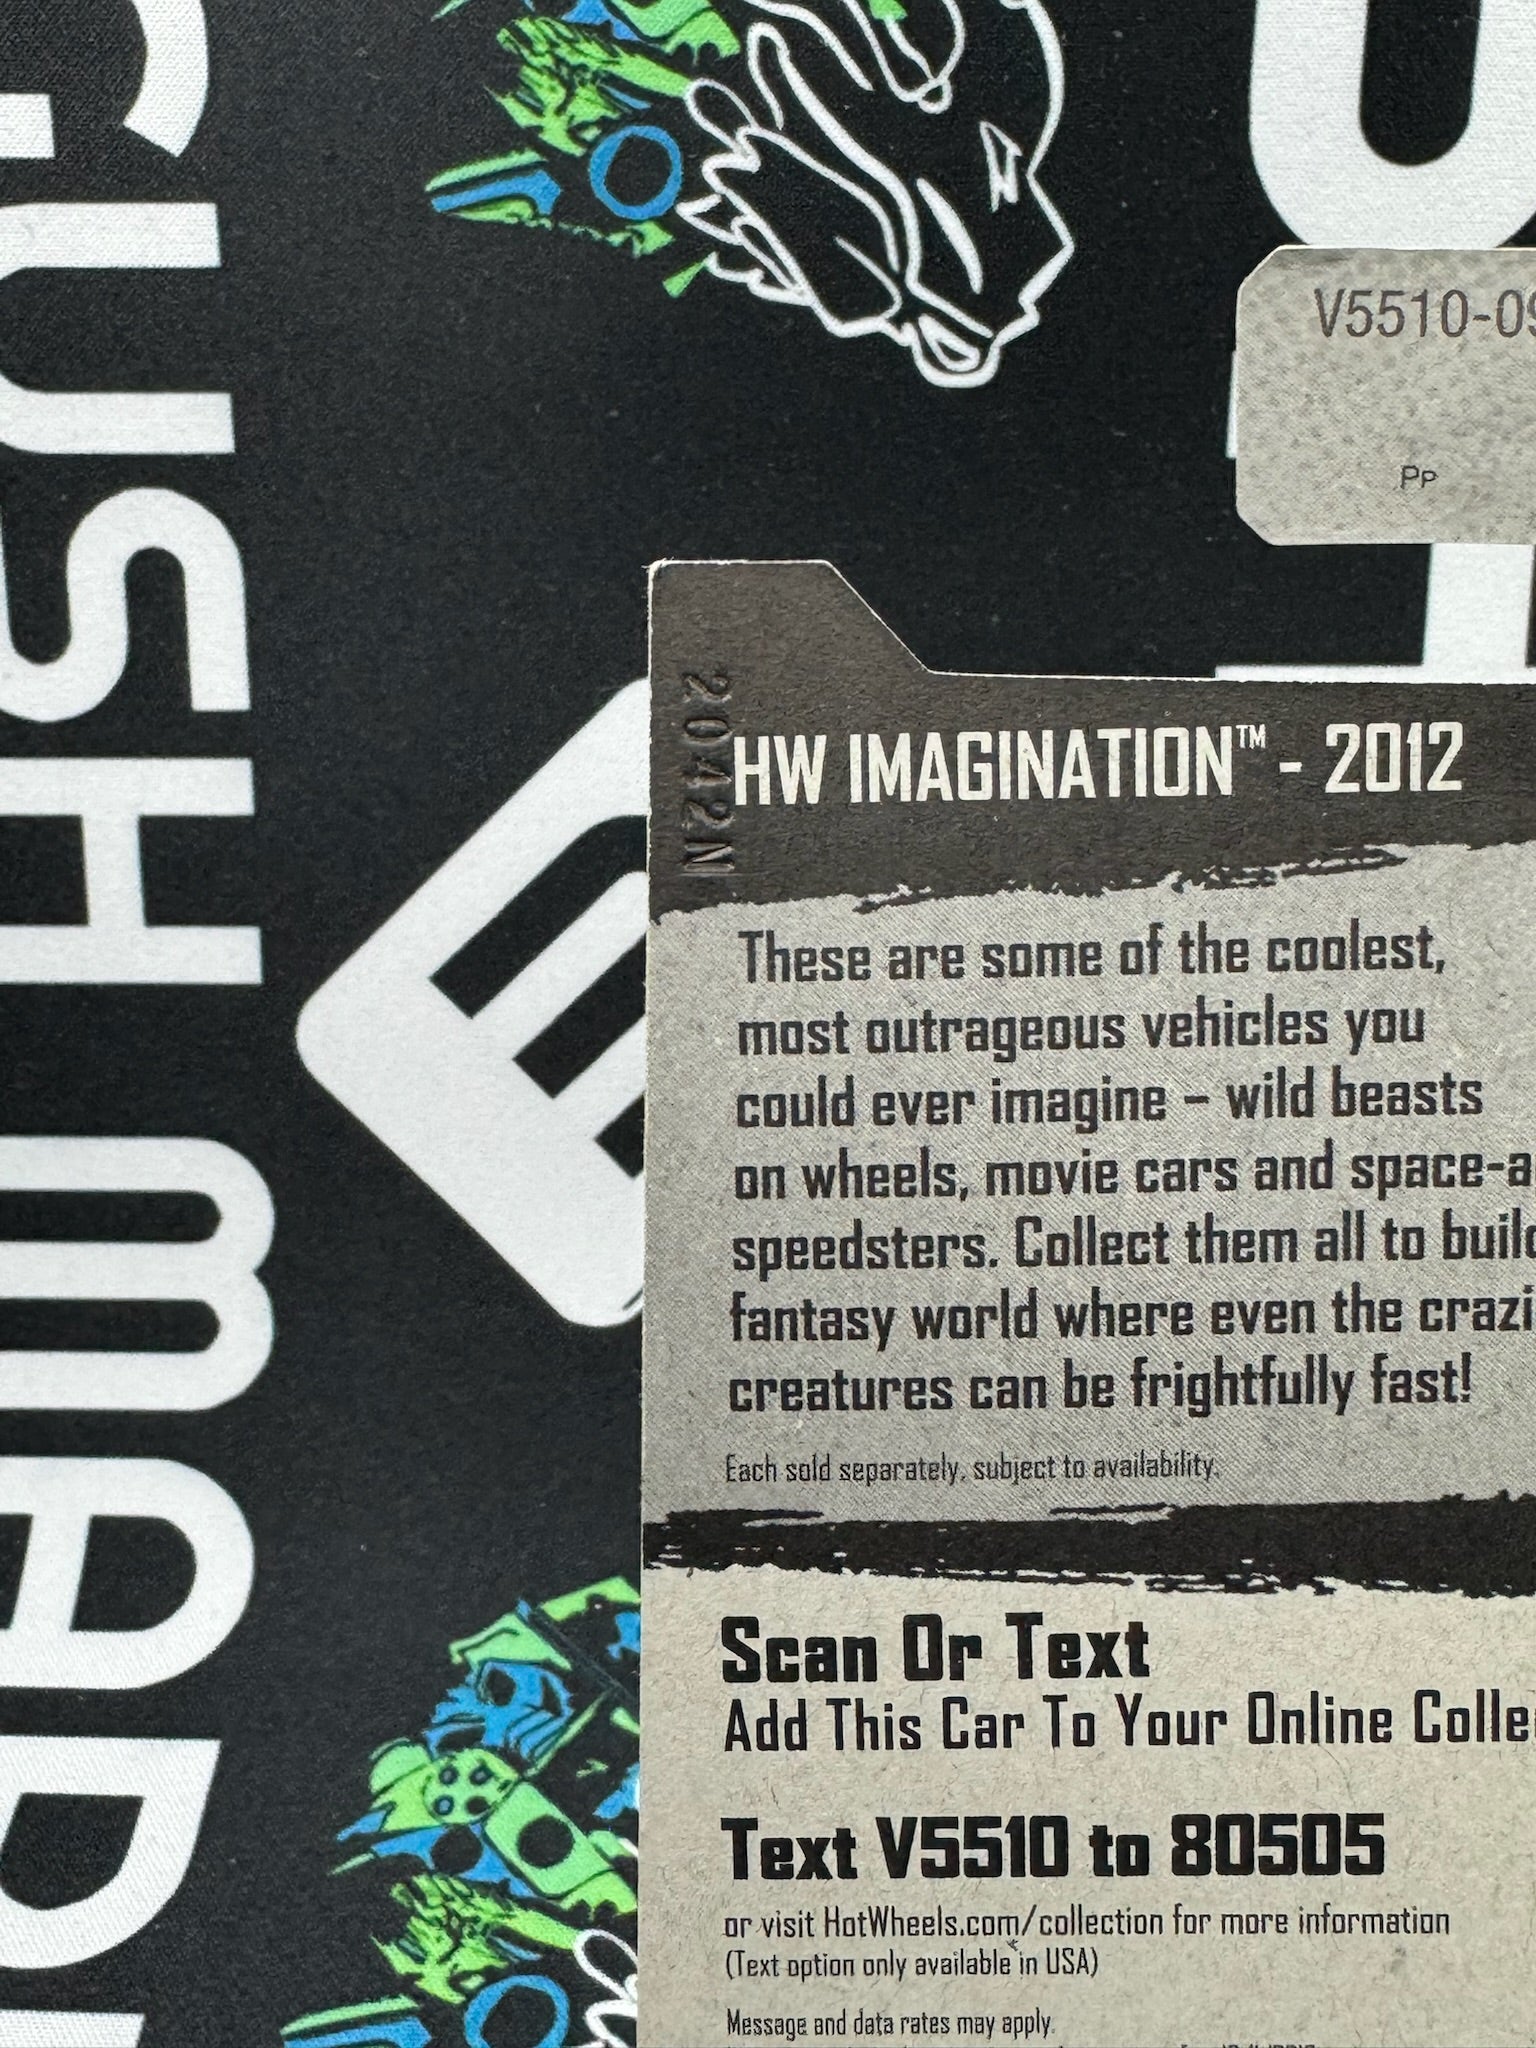 V5510-09
PP
2042N
HW IMAGINATION™ - 2012
These are some of the coolest,
most outrageous vehicles you
could ever imagine – wild beasts
on wheels, movie cars and space-a
speedsters. Collect them all to build
fantasy world where even the crazi
creatures can be frightfully fast!
Each sold separately, subject to availability.
Scan Or Text
Add This Car To Your Online Colle
Text V5510 to 80505
or visit HotWheels.com/collection for more information
(Text option only available in USA)
Message and data rates may apply.